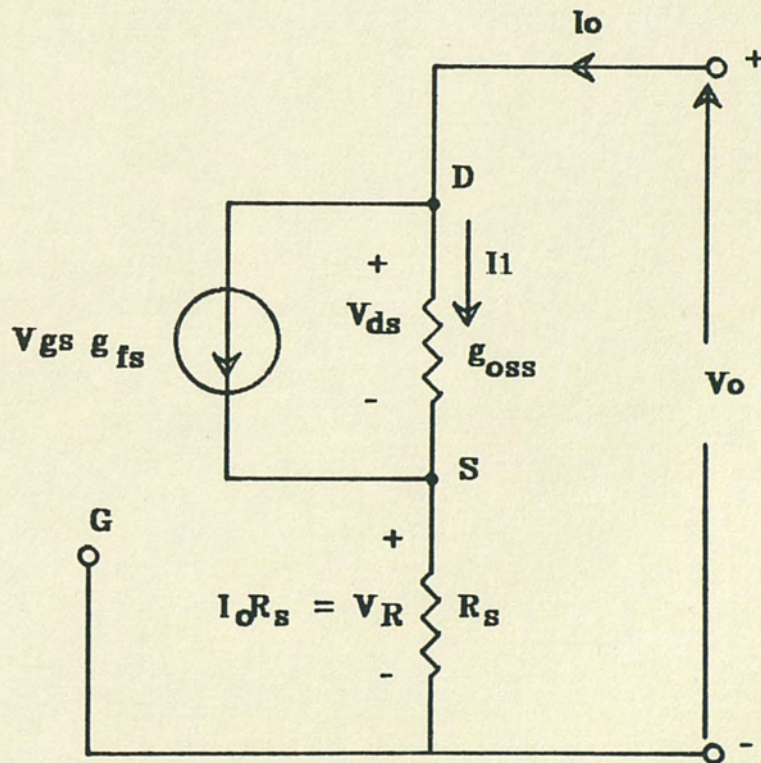 Io
+
D
+
I1
Vds
Vgs gfs
goss
-
Vo
S
G
+
IoRs = VR
Rs
-
-